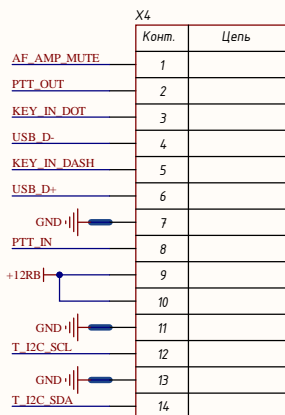 X4
Конт. Цепь
AF_AMP_MUTE 1
PTT_OUT 2
KEY_IN_DOT 3
USB_D- 4
KEY_IN_DASH 5
USB_D+ 6
GND 7
PTT_IN 8
+12RB 9
10
GND 11
T_I2C_SCL 12
GND 13
T_I2C_SDA 14